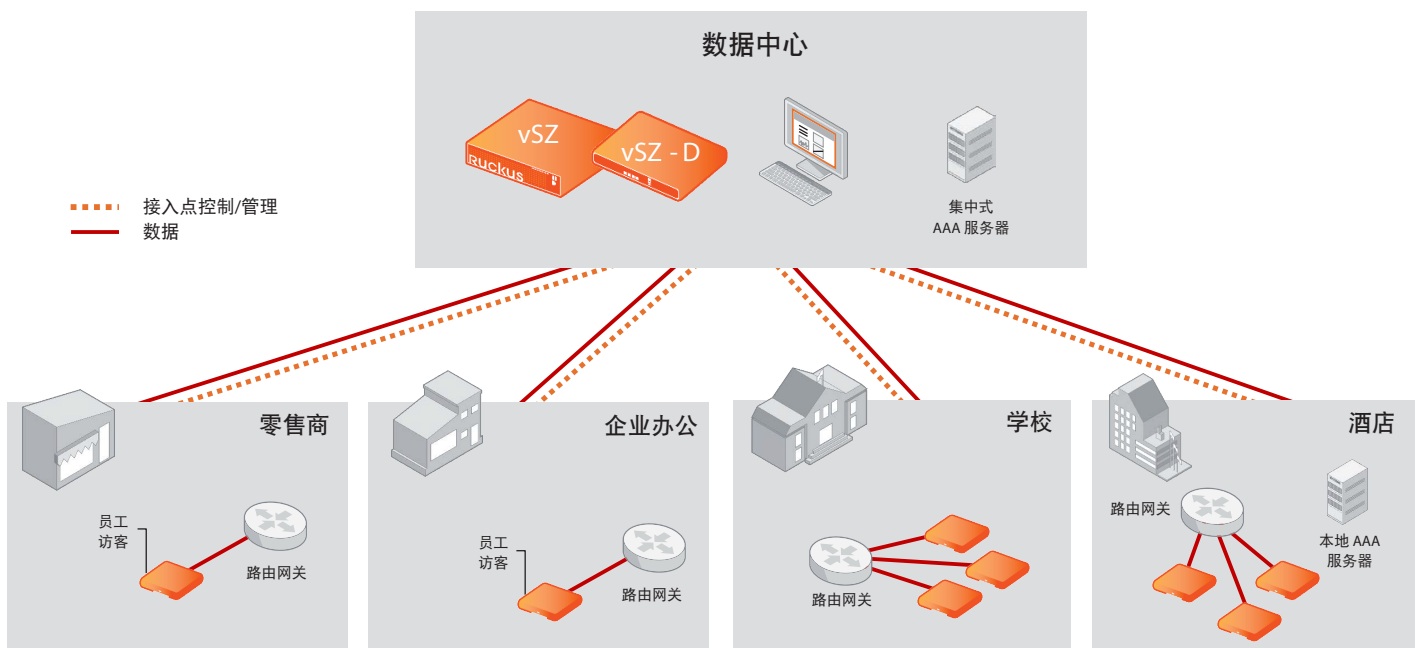 数据中心
vSZ
vSZ - D
Ruckus
集中式
AAA 服务器
接入点控制/管理
数据
零售商
员工
访客
路由网关
企业办公
员工
访客
路由网关
学校
路由网关
酒店
路由网关
本地 AAA
服务器